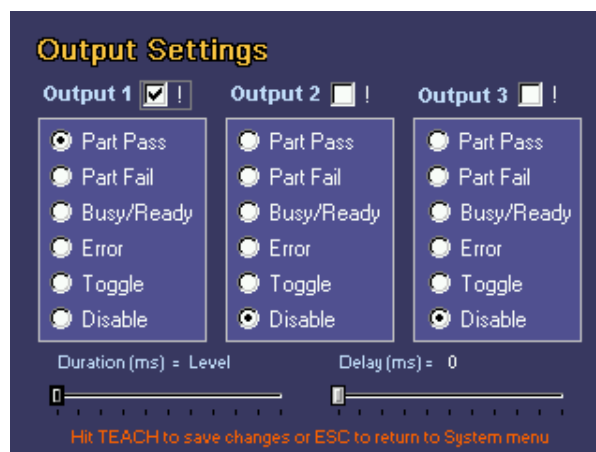 Output Settings
Output 1 ! Output 2 ! Output 3 !
Part Pass Part Pass Part Pass
Part Fail Part Fail Part Fail
Busy/Ready Busy/Ready Busy/Ready
Error Error Error
Toggle Toggle Toggle
Disable Disable Disable
Duration (ms) = Level Delay (ms) = 0
Hit TEACH to save changes or ESC to return to System menu